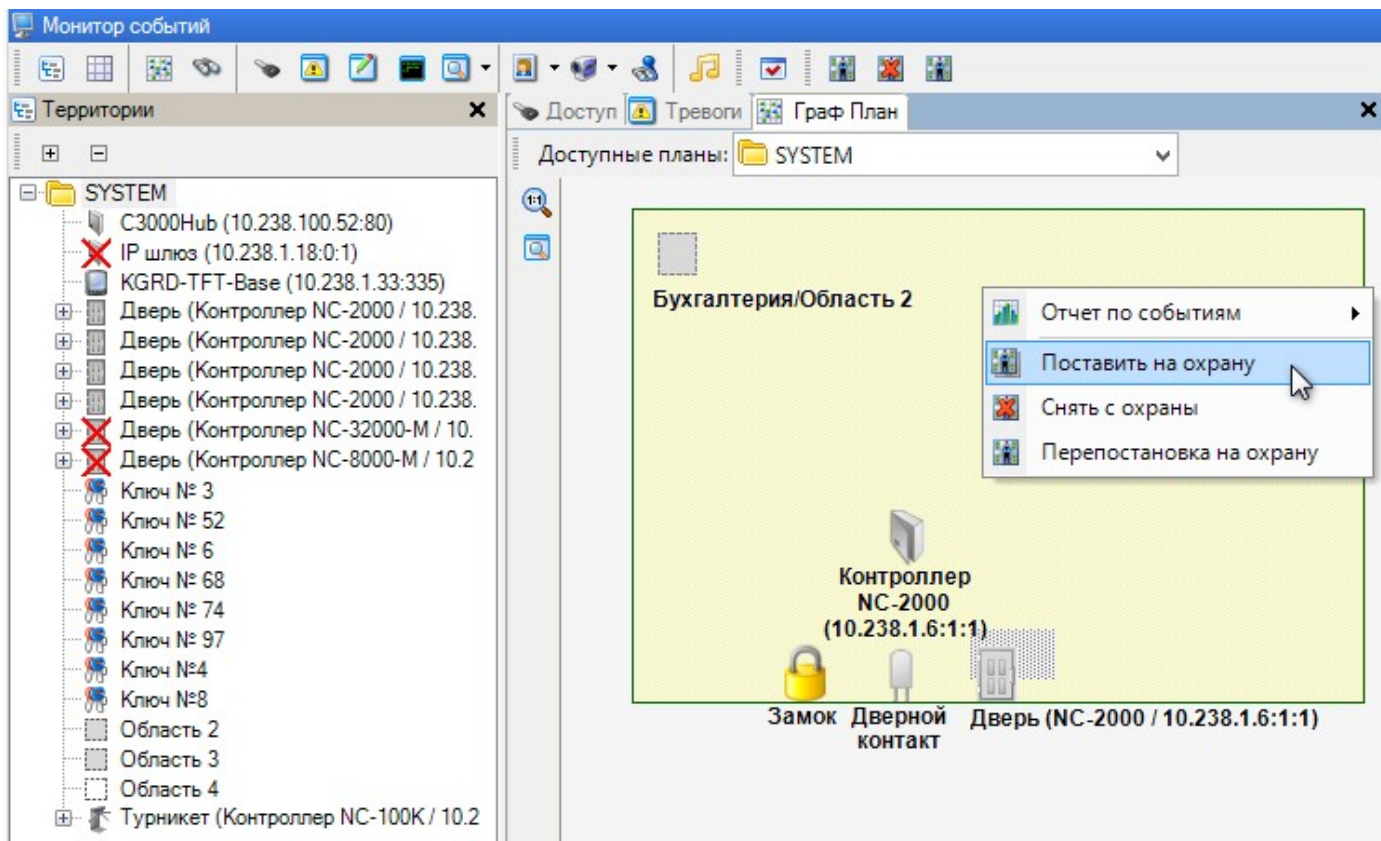 Монитор событий
Территории
SYSTEM
C3000Hub (10.238.100.52:80)
IP шлюз (10.238.1.18:0:1)
KGRD-TFT-Base (10.238.1.33:335)
Дверь (Контроллер NC-2000 / 10.238.
Дверь (Контроллер NC-2000 / 10.238.
Дверь (Контроллер NC-2000 / 10.238.
Дверь (Контроллер NC-2000 / 10.238.
Дверь (Контроллер NC-32000-M / 10.
Дверь (Контроллер NC-8000-M / 10.2
Ключ № 3
Ключ № 52
Ключ № 6
Ключ № 68
Ключ № 74
Ключ № 97
Ключ №4
Ключ №8
Область 2
Область 3
Область 4
Турникет (Контроллер NC-100K / 10.2
Доступ Тревоги Граф План
Доступные планы: SYSTEM
1:1
Бухгалтерия/Область 2
Отчет по событиям
Поставить на охрану
Снять с охраны
Перепостановка на охрану
Контроллер
NC-2000
(10.238.1.6:1:1)
Замок
Дверной
контакт
Дверь (NC-2000 / 10.238.1.6:1:1)